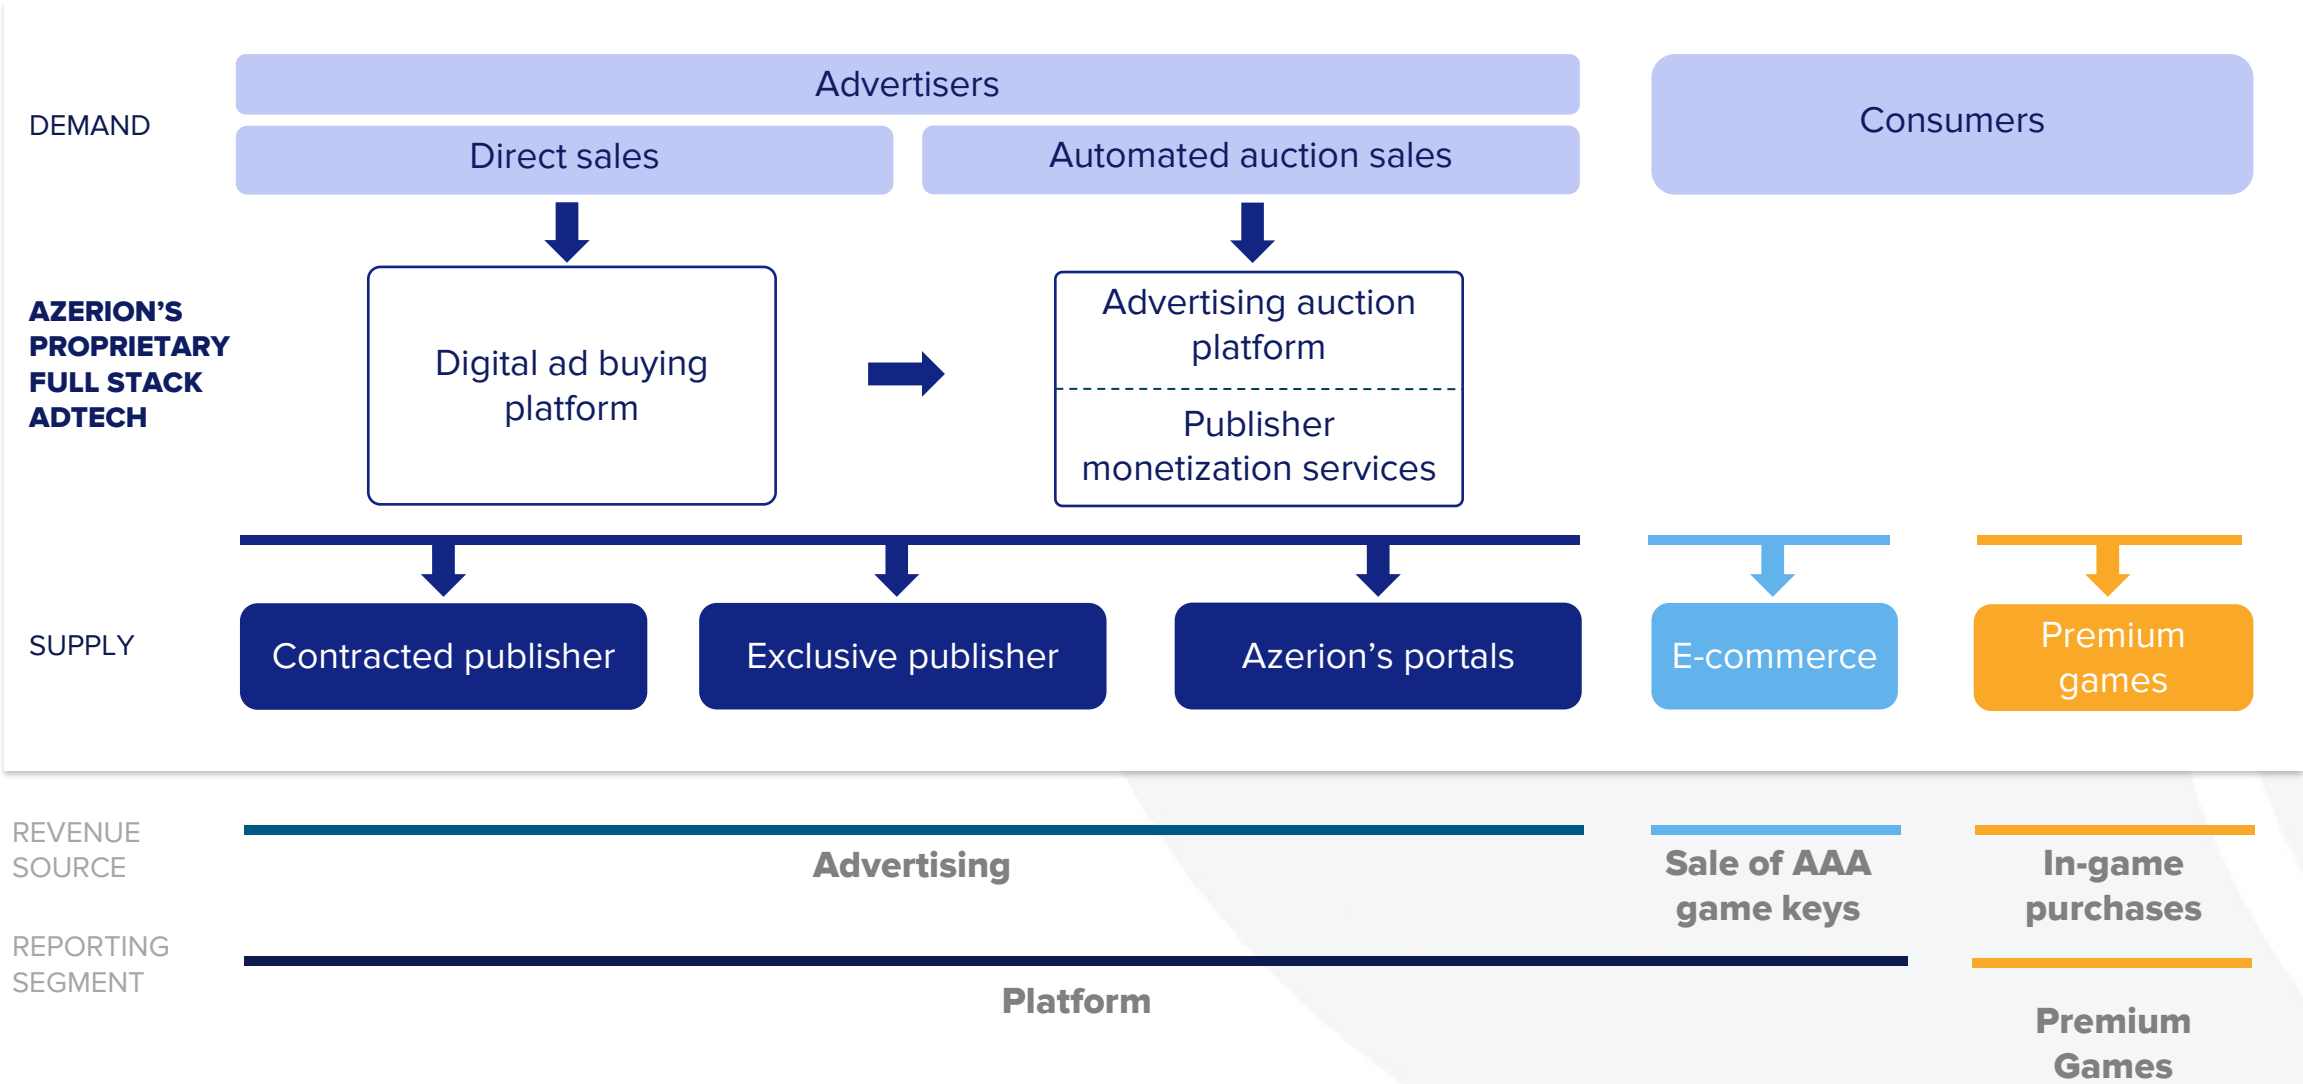 DEMAND
Advertisers
Direct sales
Automated auction sales
Consumers
AZERION’S
PROPRIETARY
FULL STACK
ADTECH
Digital ad buying
platform
Advertising auction
platform
Publisher
monetization services
SUPPLY
Contracted publisher
Exclusive publisher
Azerion’s portals
E-commerce
Premium
games
REVENUE
SOURCE
Advertising
Sale of AAA
game keys
In-game
purchases
REPORTING
SEGMENT
Platform
Premium
Games